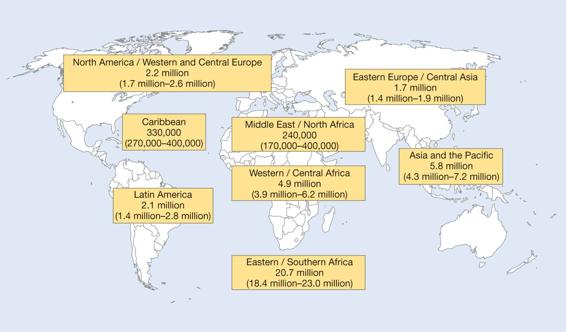 North America / Western and Central Europe
2.2 million
(1.7 million–2.6 million)
Eastern Europe / Central Asia
1.7 million
(1.4 million–1.9 million)
Caribbean
330,000
(270,000–400,000)
Middle East / North Africa
240,000
(170,000–400,000)
Asia and the Pacific
5.8 million
(4.3 million–7.2 million)
Western / Central Africa
4.9 million
(3.9 million–6.2 million)
Latin America
2.1 million
(1.4 million–2.8 million)
Eastern / Southern Africa
20.7 million
(18.4 million–23.0 million)